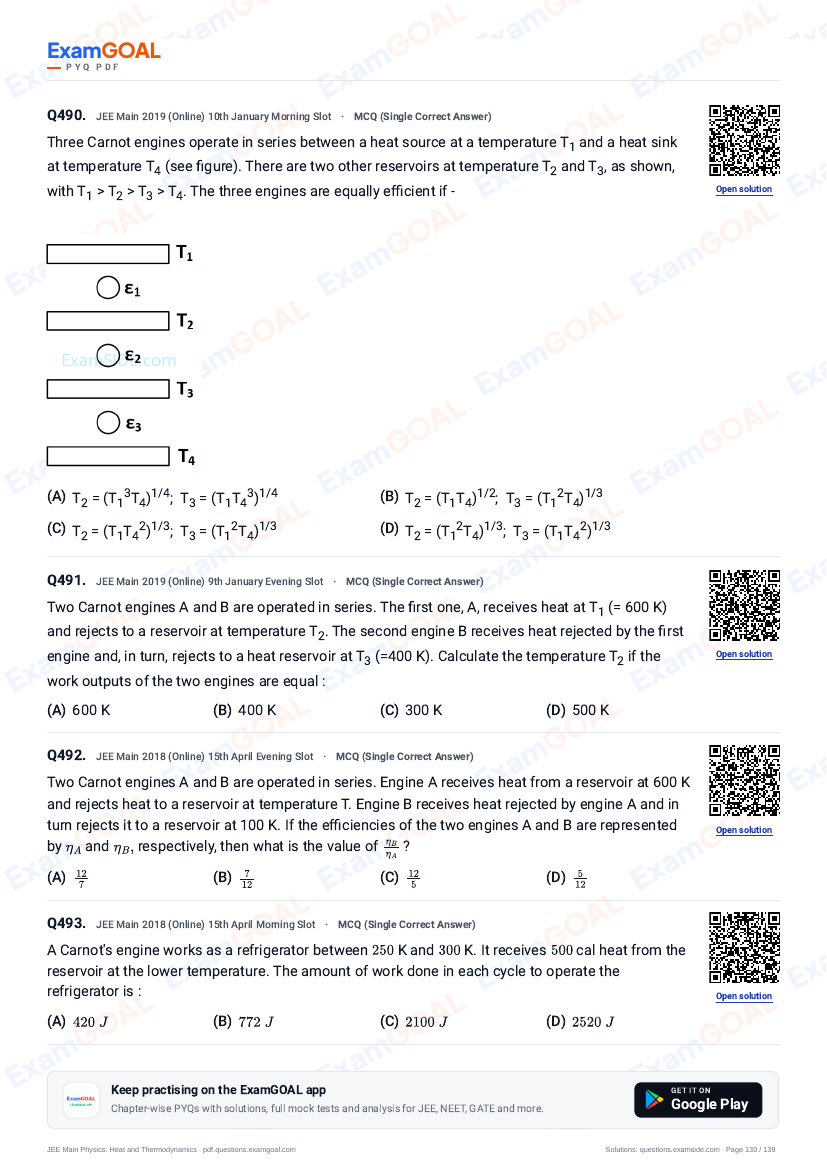 ExamGOAL
PYQ PDF
Q490. JEE Main 2019 (Online) 10th January Morning Slot · MCQ (Single Correct Answer)
Three Carnot engines operate in series between a heat source at a temperature T₁ and a heat sink
at temperature T₄ (see figure). There are two other reservoirs at temperature T₂ and T₃, as shown,
with T₁ > T₂ > T₃ > T₄. The three engines are equally efficient if -
Open solution
T₁
ε₁
T₂
ε₂
ExamSIDE.com
T₃
ε₃
T₄
(A) T₂ = (T₁³T₄)^1/4; T₃ = (T₁T₄³)^1/4
(B) T₂ = (T₁T₄)^1/2; T₃ = (T₁²T₄)^1/3
(C) T₂ = (T₁T₄²)^1/3; T₃ = (T₁²T₄)^1/3
(D) T₂ = (T₁²T₄)^1/3; T₃ = (T₁T₄²)^1/3
Q491. JEE Main 2019 (Online) 9th January Evening Slot · MCQ (Single Correct Answer)
Two Carnot engines A and B are operated in series. The first one, A, receives heat at T₁ (= 600 K)
and rejects to a reservoir at temperature T₂. The second engine B receives heat rejected by the first
engine and, in turn, rejects to a heat reservoir at T₃ (=400 K). Calculate the temperature T₂ if the
work outputs of the two engines are equal :
Open solution
(A) 600 K (B) 400 K (C) 300 K (D) 500 K
Q492. JEE Main 2018 (Online) 15th April Evening Slot · MCQ (Single Correct Answer)
Two Carnot engines A and B are operated in series. Engine A receives heat from a reservoir at 600 K
and rejects heat to a reservoir at temperature T. Engine B receives heat rejected by engine A and in
turn rejects it to a reservoir at 100 K. If the efficiencies of the two engines A and B are represented
by η_A and η_B, respectively, then what is the value of η_B/η_A ?
Open solution
(A) 12/7 (B) 7/12 (C) 12/5 (D) 5/12
Q493. JEE Main 2018 (Online) 15th April Morning Slot · MCQ (Single Correct Answer)
A Carnot's engine works as a refrigerator between 250 K and 300 K. It receives 500 cal heat from the
reservoir at the lower temperature. The amount of work done in each cycle to operate the
refrigerator is :
Open solution
(A) 420 J (B) 772 J (C) 2100 J (D) 2520 J
Keep practising on the ExamGOAL app
Chapter-wise PYQs with solutions, full mock tests and analysis for JEE, NEET, GATE and more.
ExamGOAL
GET IT ON
Google Play
JEE Main Physics: Heat and Thermodynamics · pdf.questions.examgoal.com
Solutions: questions.examside.com · Page 130 / 139